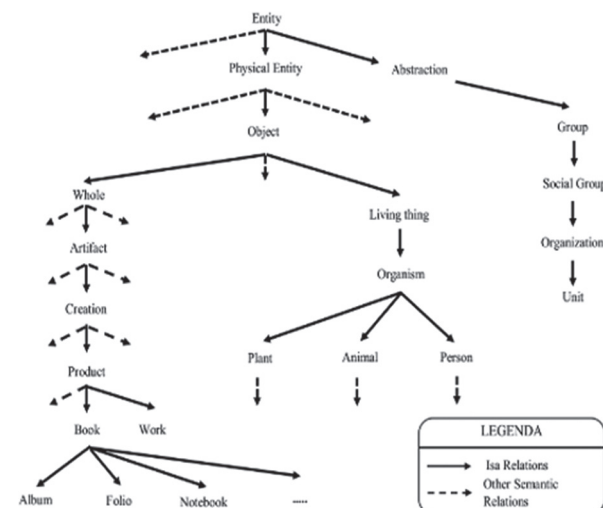 Entity
Physical Entity
Abstraction
Object
Group
Whole
Living thing
Social Group
Artifact
Organism
Organization
Creation
Unit
Plant
Animal
Person
Product
Book
Work
LEGENDA
Isa Relations
Other Semantic
Relations
Album
Folio
Notebook
.....